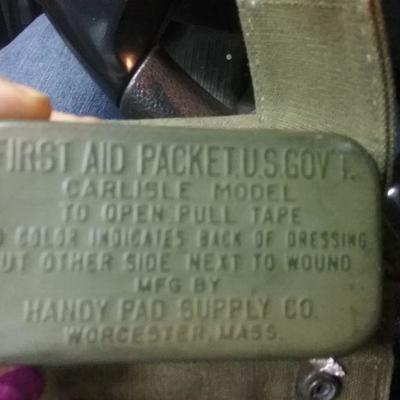 FIRST AID PACKET U.S. GOV'T.
CARLISLE MODEL
TO OPEN PULL TAPE
D COLOR INDICATES BACK OF DRESSING
UT OTHER SIDE NEXT TO WOUND
MFG BY
HANDY PAD SUPPLY CO.
WORCESTER, MASS.